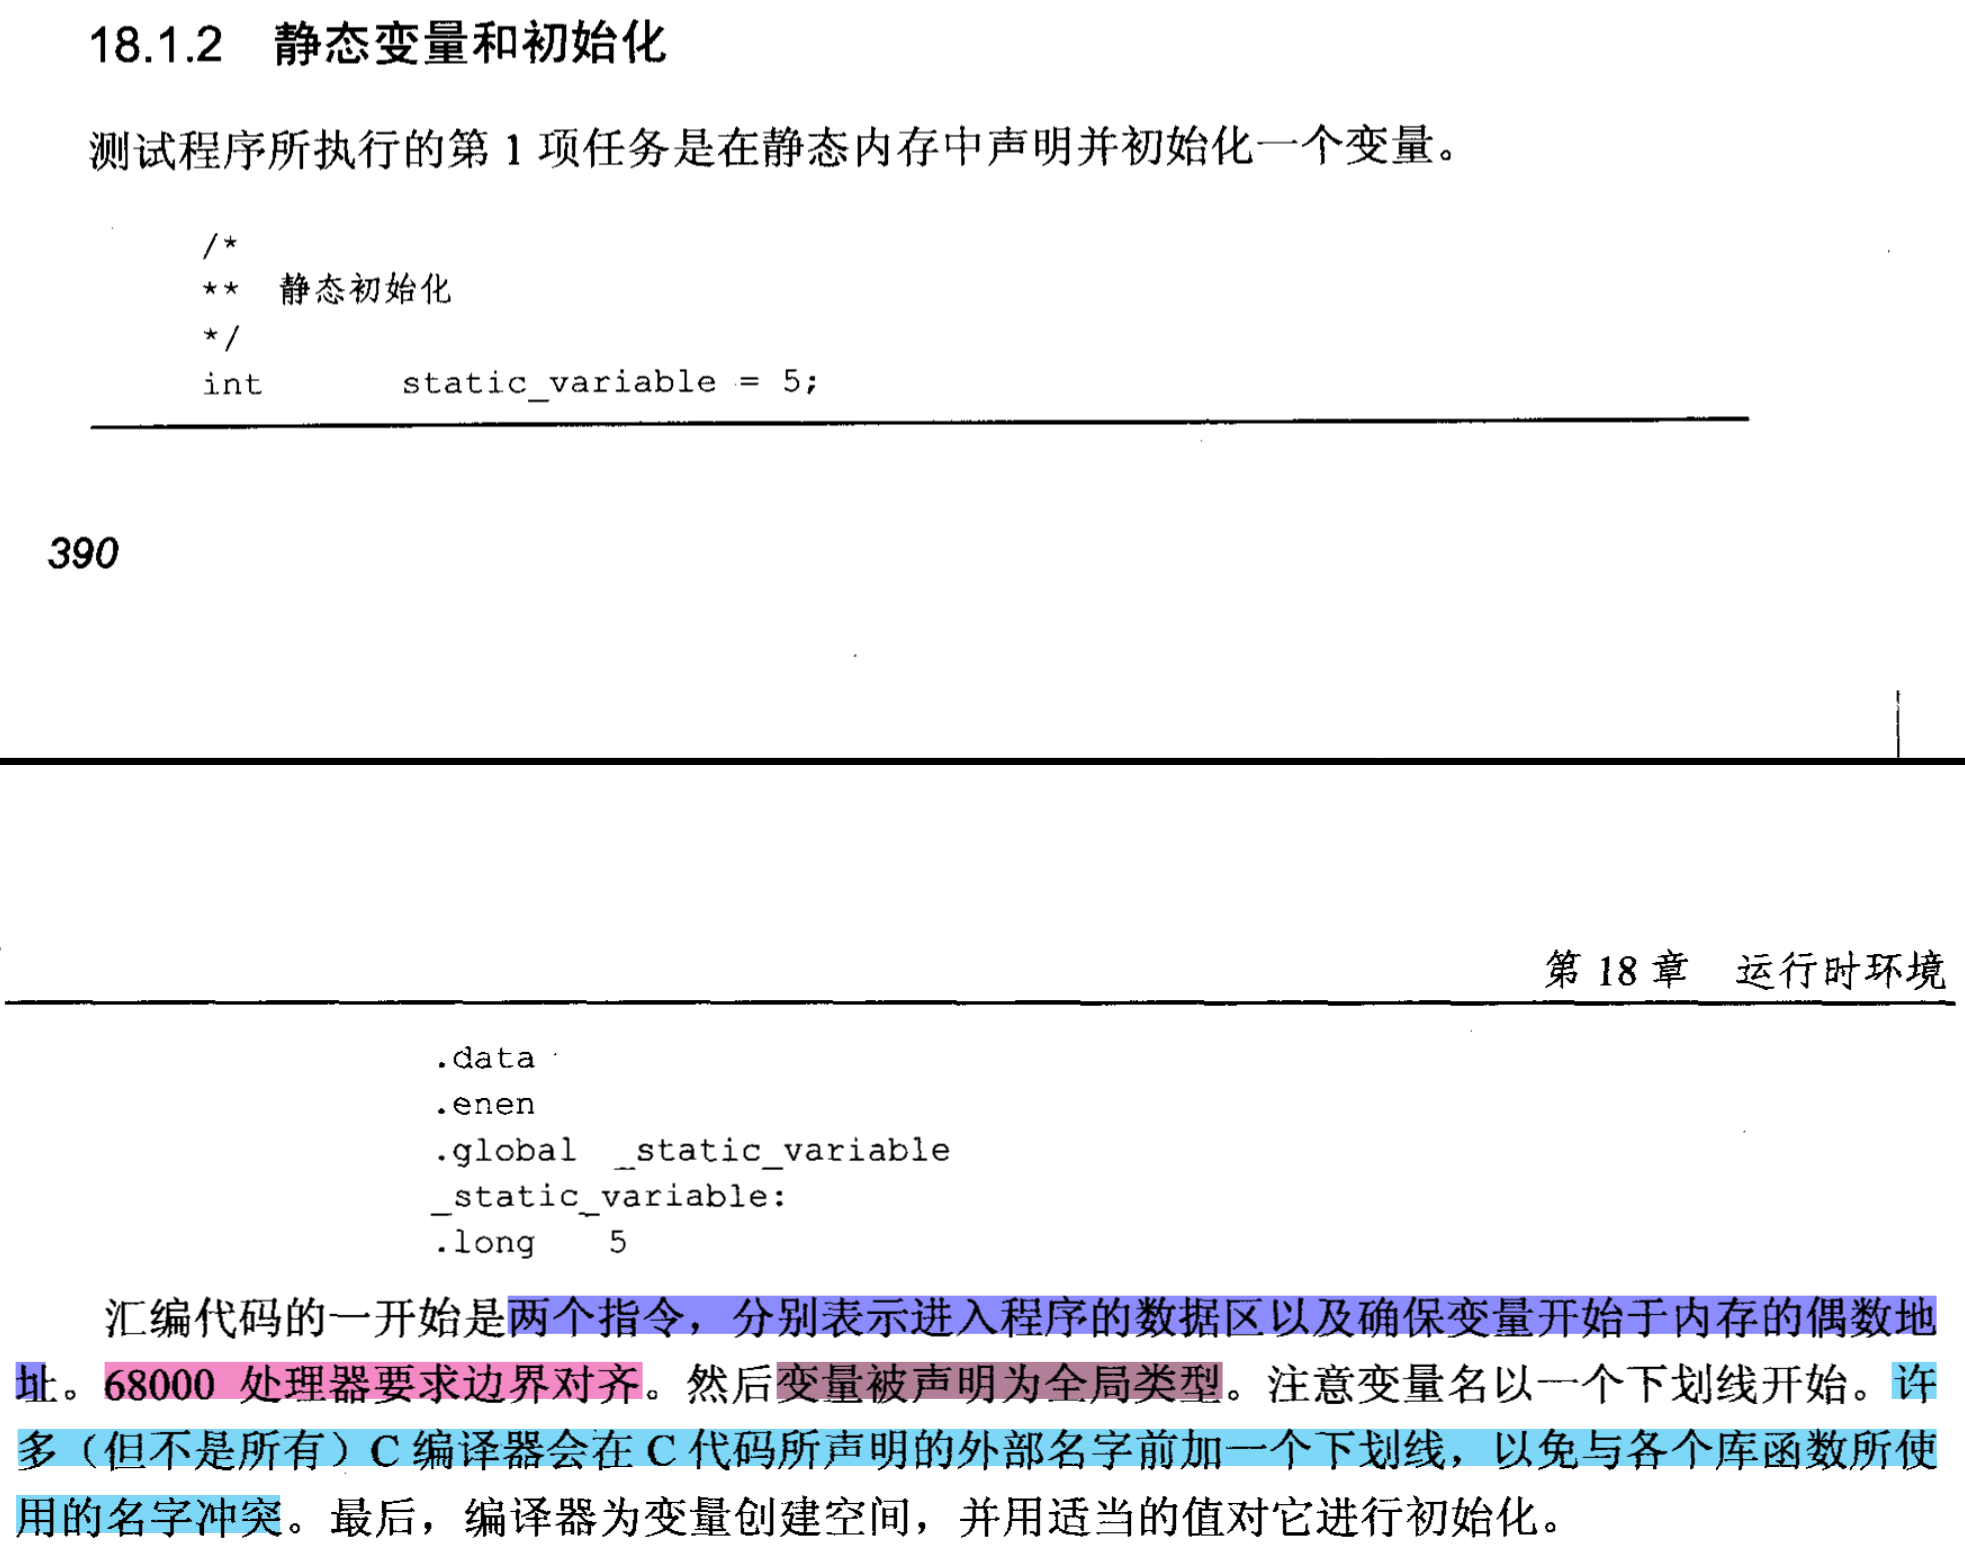 18.1.2 静态变量和初始化
测试程序所执行的第 1 项任务是在静态内存中声明并初始化一个变量。
/*
** 静态初始化
*/
int static_variable = 5;
390
第 18 章 运行时环境
.data
.enen
.global _static_variable
_static_variable:
.long 5
汇编代码的一开始是两个指令，分别表示进入程序的数据区以及确保变量开始于内存的偶数地
址。68000 处理器要求边界对齐。然后变量被声明为全局类型。注意变量名以一个下划线开始。许
多（但不是所有）C 编译器会在 C 代码所声明的外部名字前加一个下划线，以免与各个库函数所使
用的名字冲突。最后，编译器为变量创建空间，并用适当的值对它进行初始化。